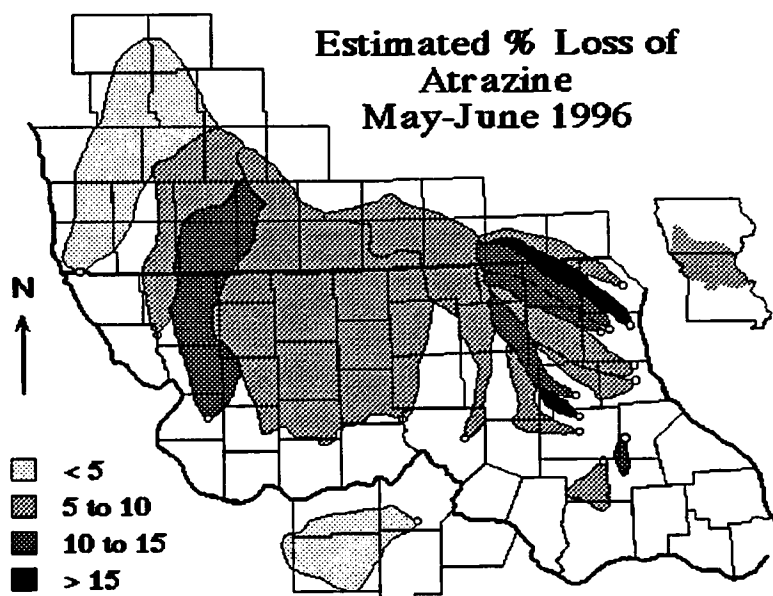 Estimated % Loss of
Atrazine
May-June 1996
N
< 5
5 to 10
10 to 15
> 15